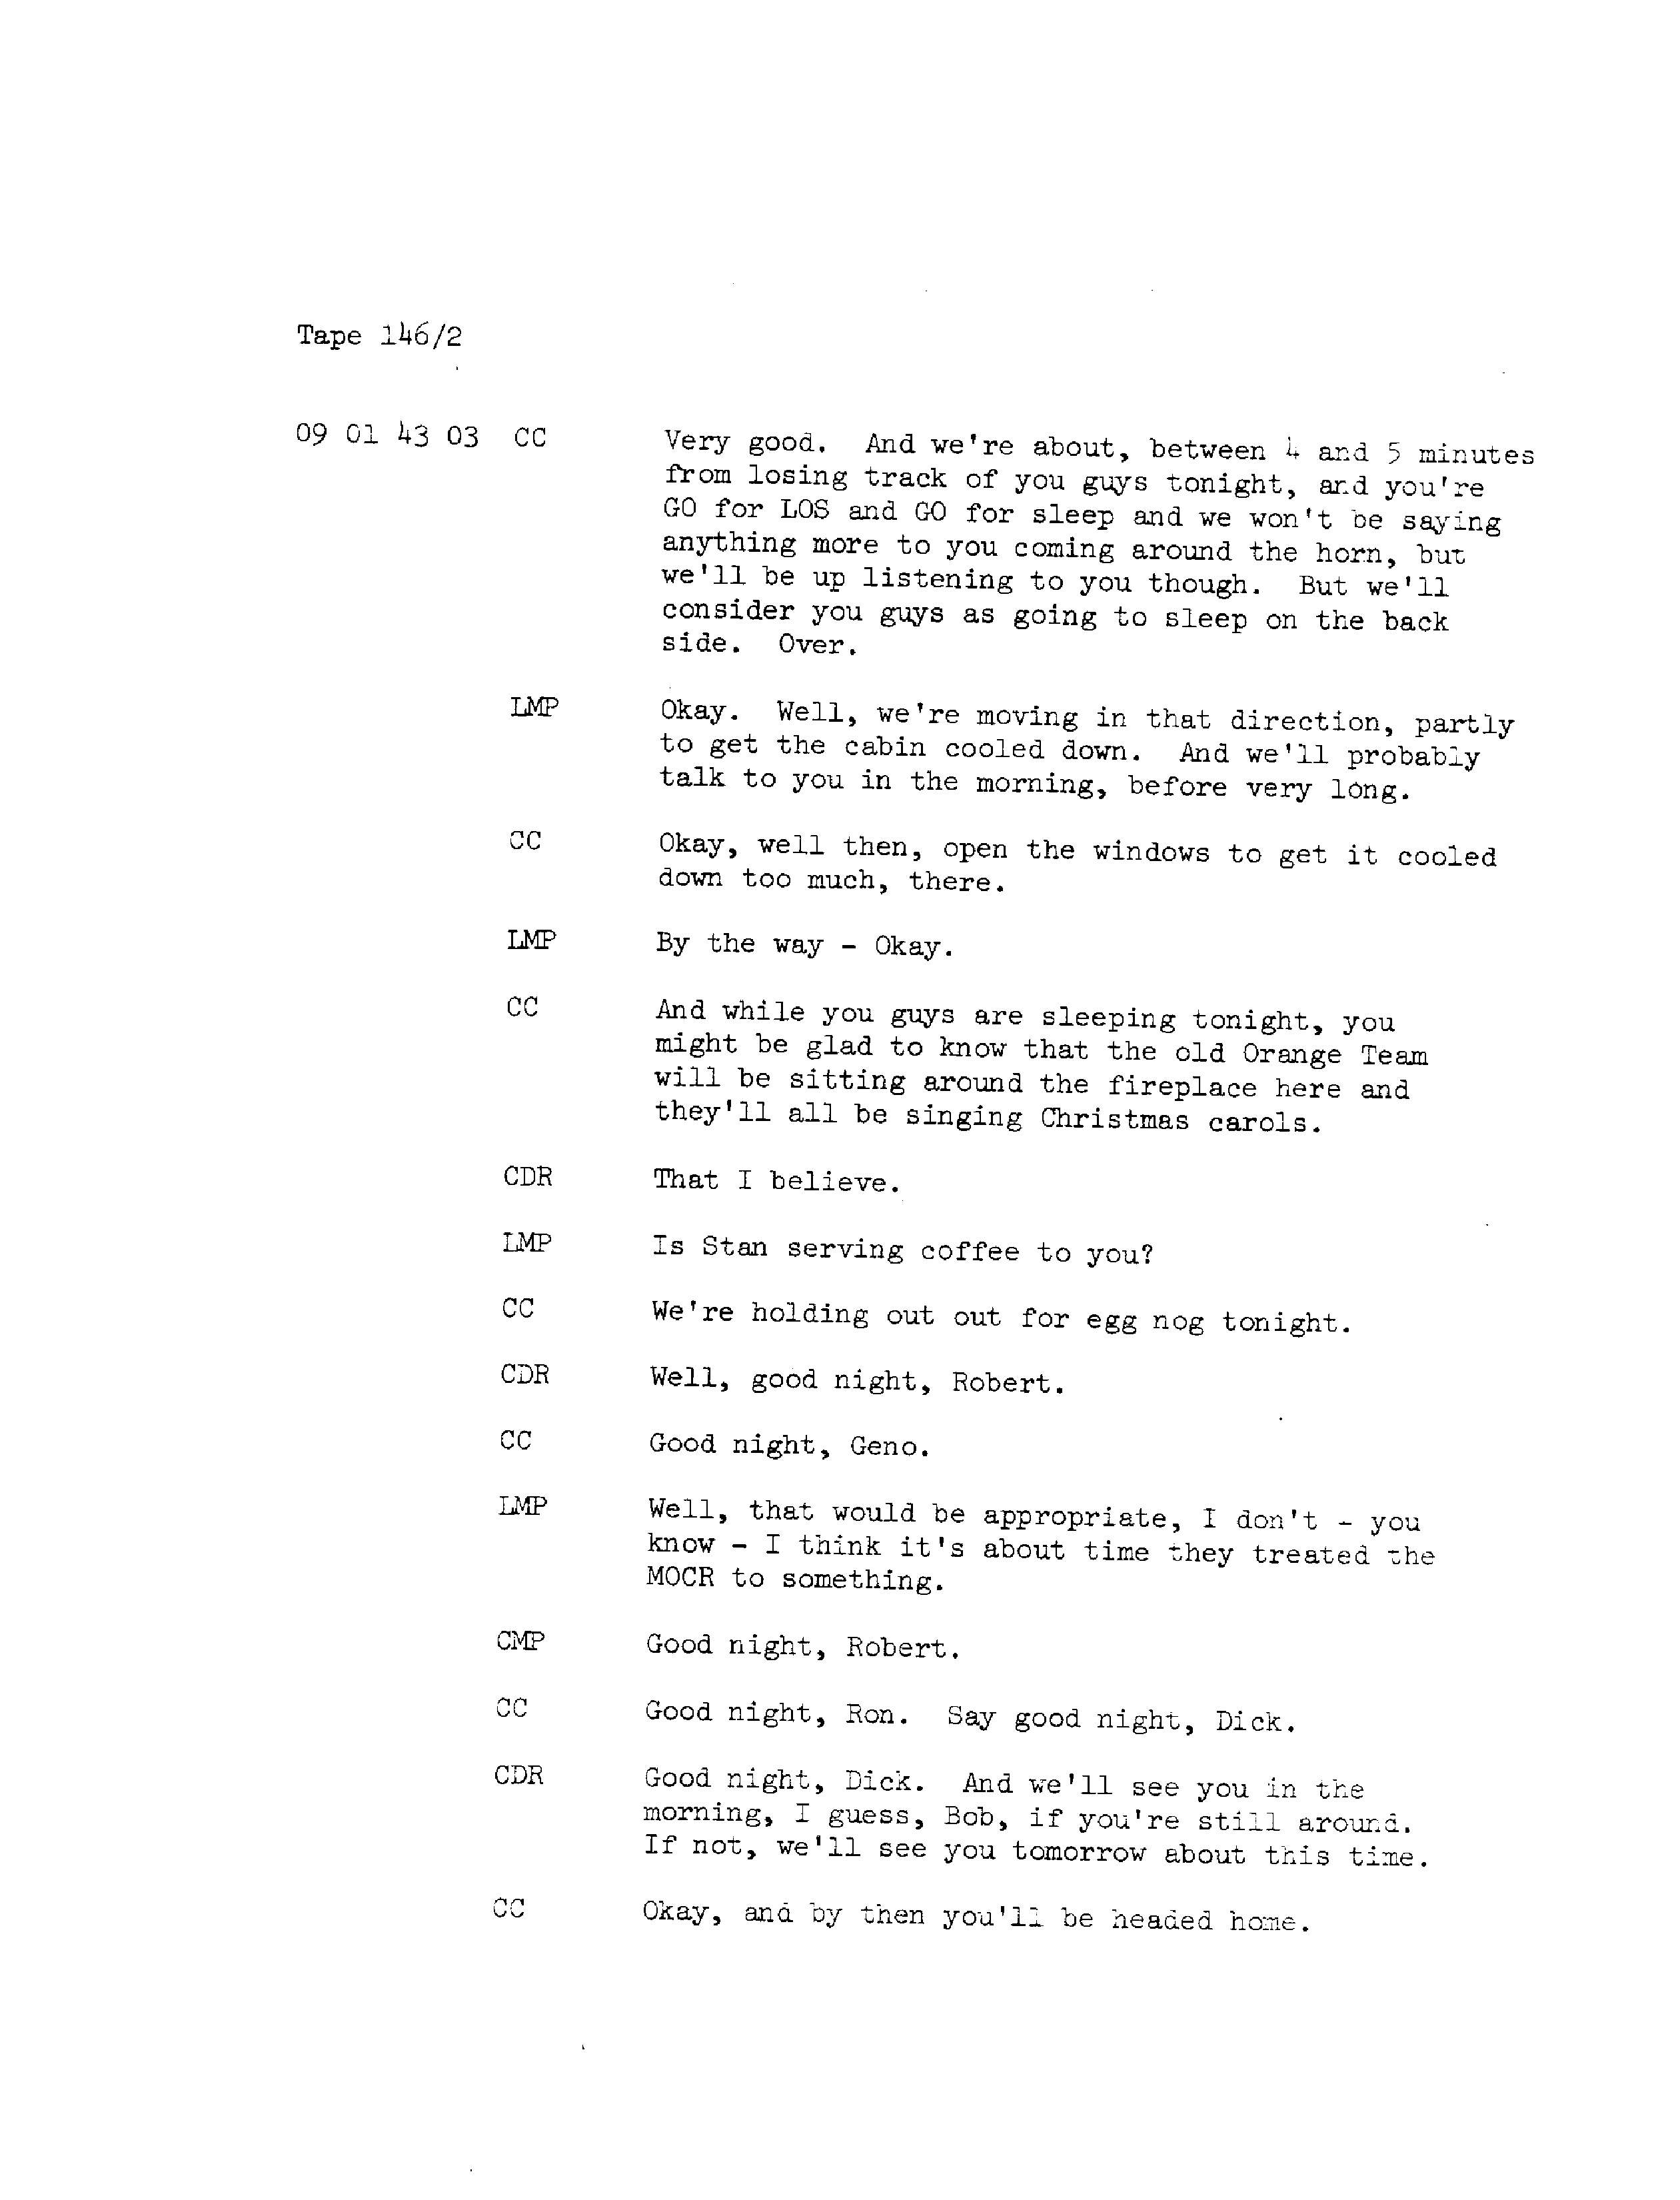 Tape 146/2
09 01 43 03 CC Very good. And we're about, between 4 and 5 minutes
from losing track of you guys tonight, and you're
GO for LOS and GO for sleep and we won't be saying
anything more to you coming around the horn, but
we'll be up listening to you though. But we'll
consider you guys as going to sleep on the back
side. Over.
LMP Okay. Well, we're moving in that direction, partly
to get the cabin cooled down. And we'll probably
talk to you in the morning, before very long.
CC Okay, well then, open the windows to get it cooled
down too much, there.
LMP By the way - Okay.
CC And while you guys are sleeping tonight, you
might be glad to know that the old Orange Team
will be sitting around the fireplace here and
they'll all be singing Christmas carols.
CDR That I believe.
LMP Is Stan serving coffee to you?
CC We're holding out out for egg nog tonight.
CDR Well, good night, Robert.
CC Good night, Geno.
LMP Well, that would be appropriate, I don't - you
know - I think it's about time they treated the
MOCR to something.
CMP Good night, Robert.
CC Good night, Ron. Say good night, Dick.
CDR Good night, Dick. And we'll see you in the
morning, I guess, Bob, if you're still around.
If not, we'll see you tomorrow about this time.
CC Okay, and by then you'll be headed home.